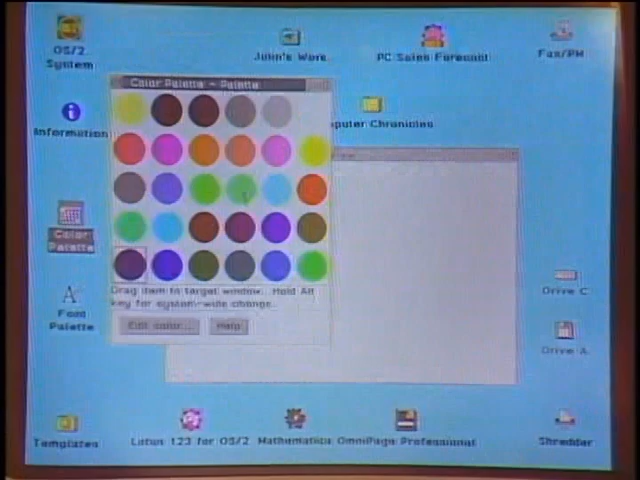 OS/2
System
John's Work
PC Sales Forecast
Fax/PM
Color Palette - Palette
Information
puter Chronicles
Color
Palette
Drag item to target window. Hold Alt
key for system-wide change.
Font
Palette
Edit color...
Help
Drive C
Drive A
Templates
Lotus 123 for OS/2
Mathematica
OmniPage Professional
Shredder